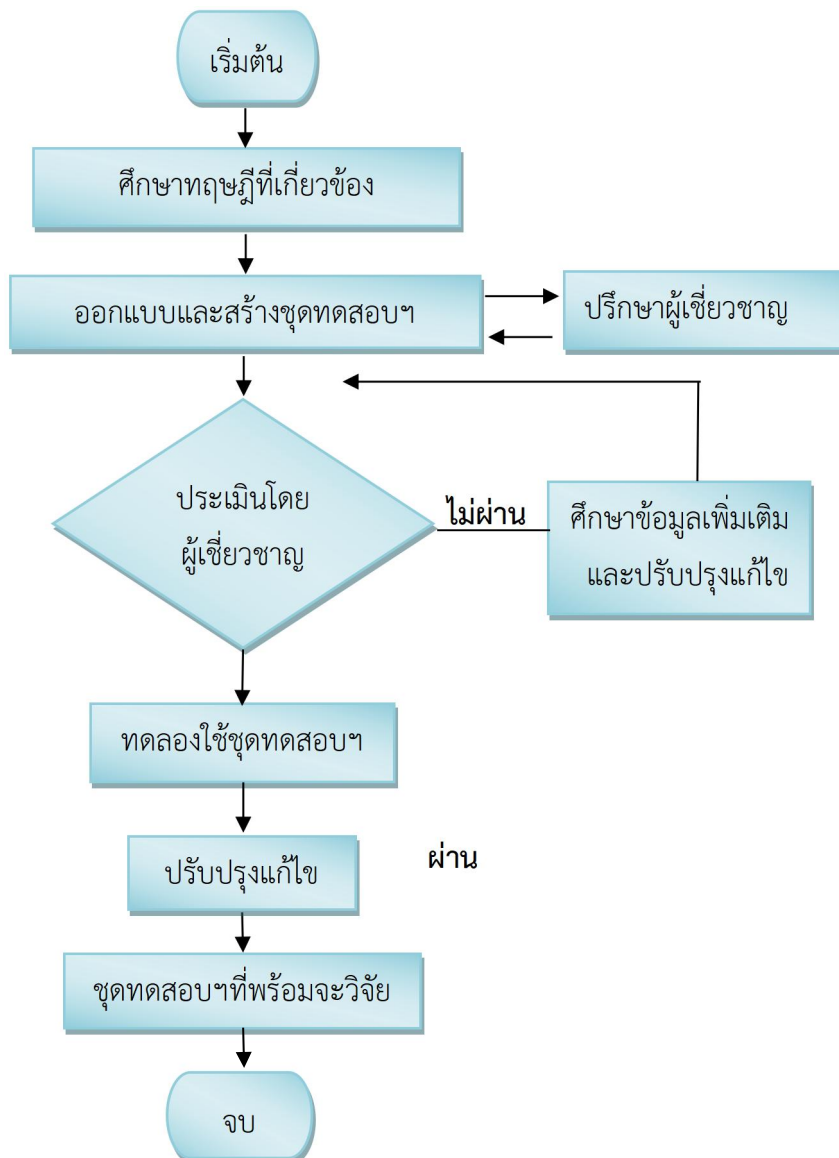 เริ่มต้น
ศึกษาทฤษฎีที่เกี่ยวข้อง
ออกแบบและสร้างชุดทดสอบฯ
ปรึกษาผู้เชี่ยวชาญ
ประเมินโดย
ผู้เชี่ยวชาญ
ไม่ผ่าน
ศึกษาข้อมูลเพิ่มเติม
และปรับปรุงแก้ไข
ทดลองใช้ชุดทดสอบฯ
ปรับปรุงแก้ไข
ผ่าน
ชุดทดสอบฯที่พร้อมจะวิจัย
จบ